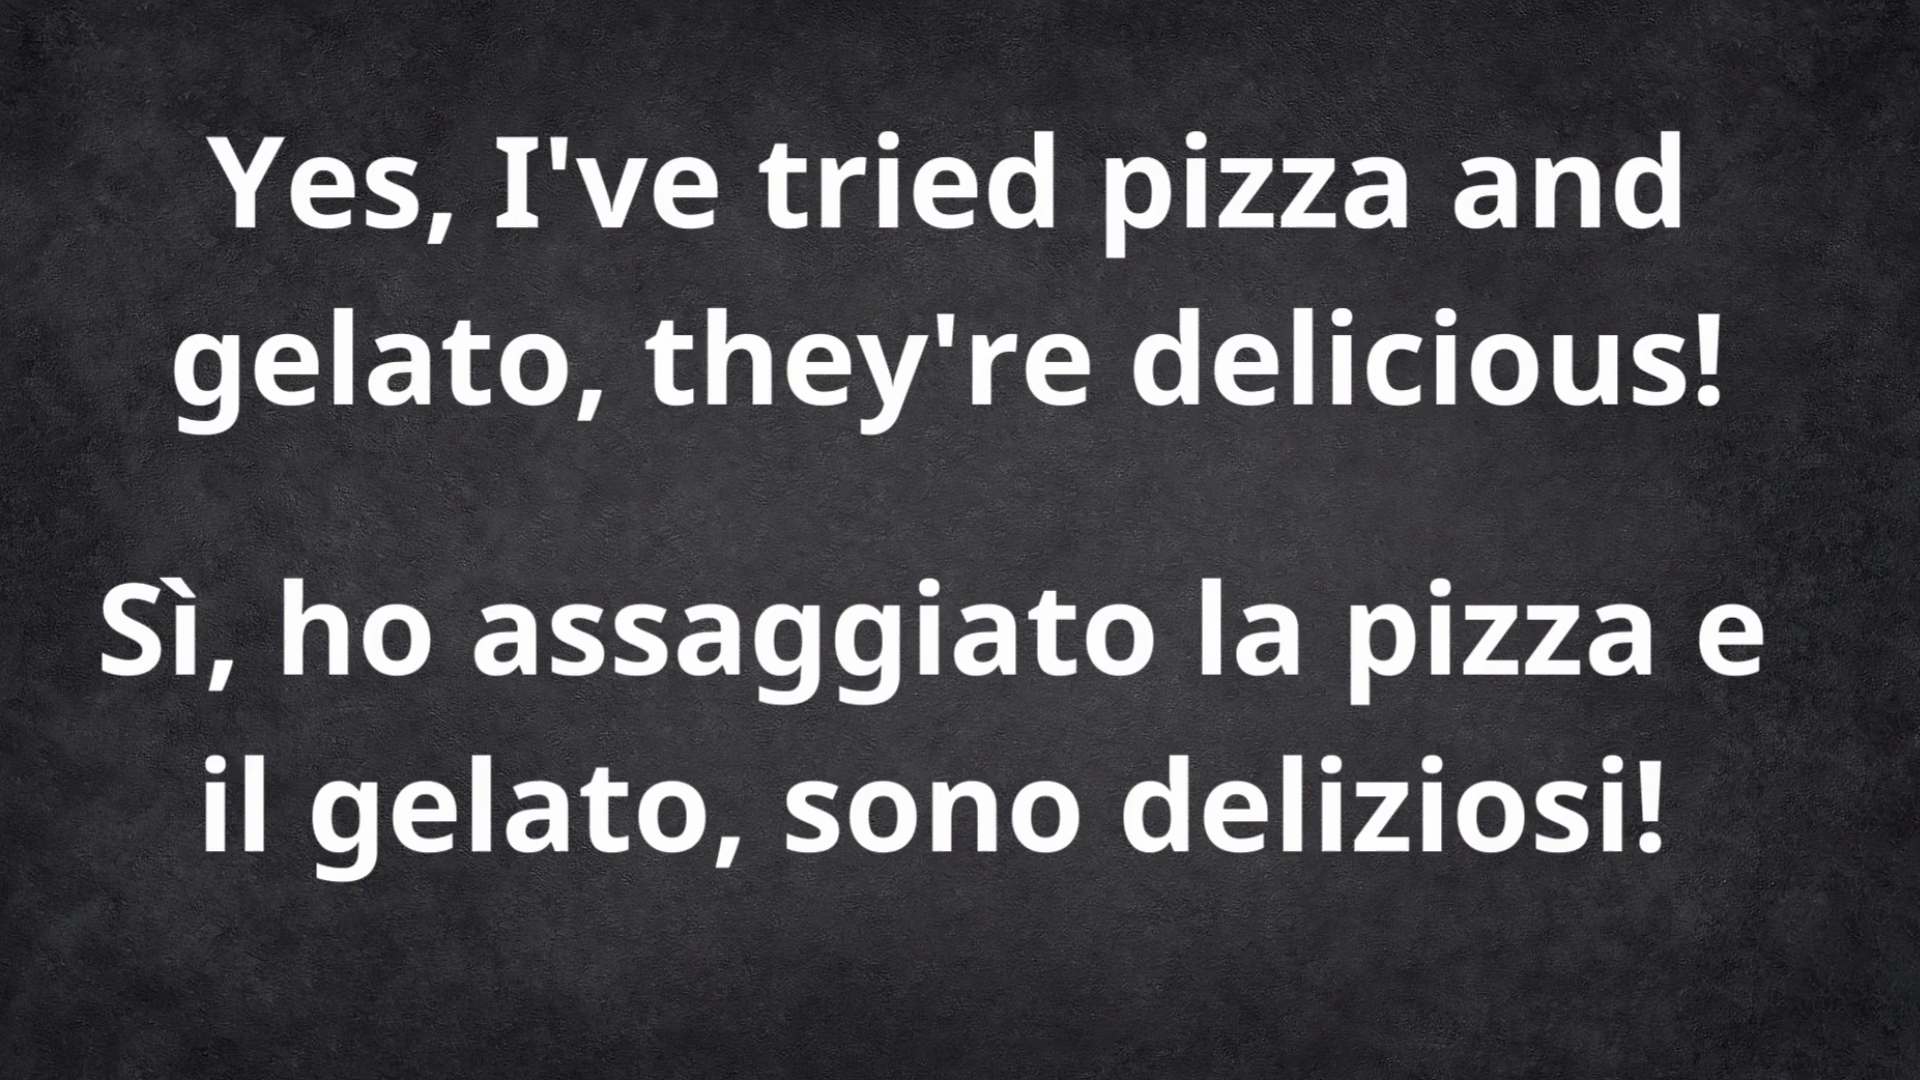 Yes, I've tried pizza and
gelato, they're delicious!
Sì, ho assaggiato la pizza e
il gelato, sono deliziosi!